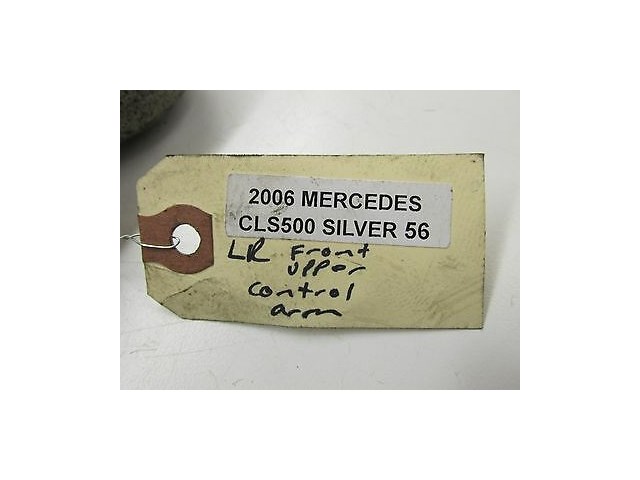 2006 MERCEDES
CLS500 SILVER 56
LR Front
upper
control
arm